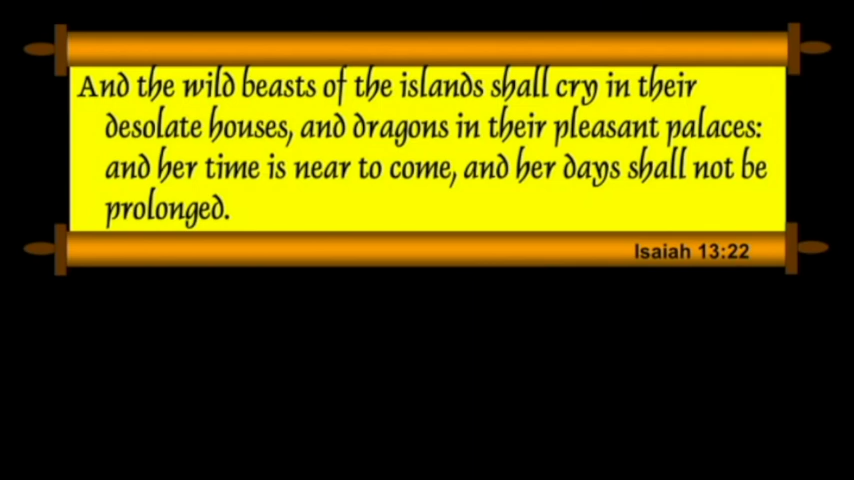 And the wild beasts of the islands shall cry in their
desolate houses, and dragons in their pleasant palaces:
and her time is near to come, and her days shall not be
prolonged.
Isaiah 13:22